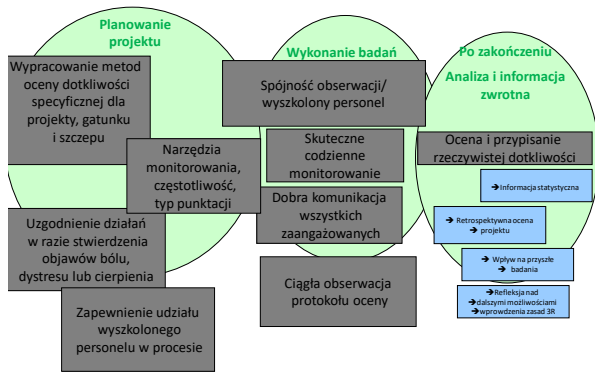 Planowanie
projektu
Wypracowanie metod
oceny dotkliwości
specyficznej dla
projekty, gatunku
i szczepu
Narzędzia
monitorowania,
częstotliwość,
typ punktacji
Uzgodnienie działań
w razie stwierdzenia
objawów bólu,
dystresu lub cierpienia
Zapewnienie udziału
wyszkolonego
personelu w procesie
Wykonanie badań
Spójność obserwacji/
wyszkolony personel
Skuteczne
codzienne
monitorowanie
Dobra komunikacja
wszystkich
zaangażowanych
Ciągła obserwacja
protokołu oceny
Po zakończeniu
Analiza i informacja
zwrotna
Ocena i przypisanie
rzeczywistej dotkliwości
➔Informacja statystyczna
➔Retrospektywna ocena
➔ projektu
➔ Wpływ na przyszłe
➔ badania
➔Refleksja nad
➔dalszymi możliwościami
➔wprowdzenia zasad 3R